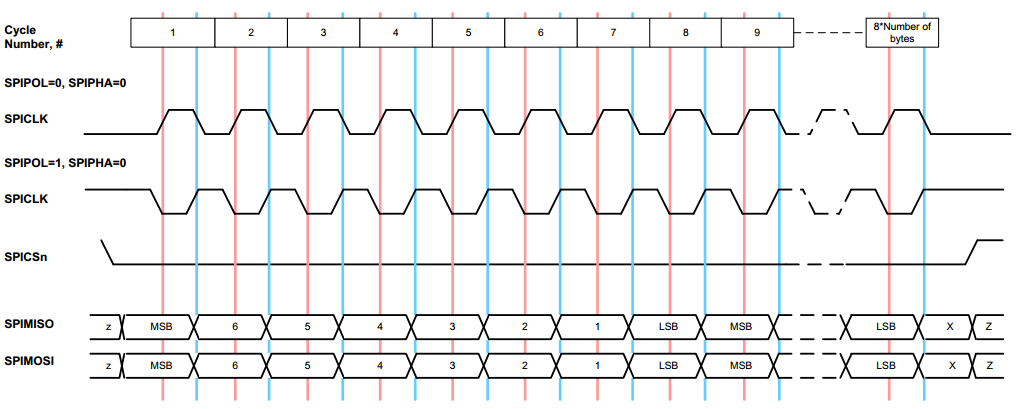 Cycle
Number, #
1 2 3 4 5 6 7 8 9 8*Number of
bytes
SPIPOL=0, SPIPHA=0
SPICLK
SPIPOL=1, SPIPHA=0
SPICLK
SPICSn
SPIMISO z MSB 6 5 4 3 2 1 LSB MSB LSB X Z
SPIMOSI z MSB 6 5 4 3 2 1 LSB MSB LSB X Z